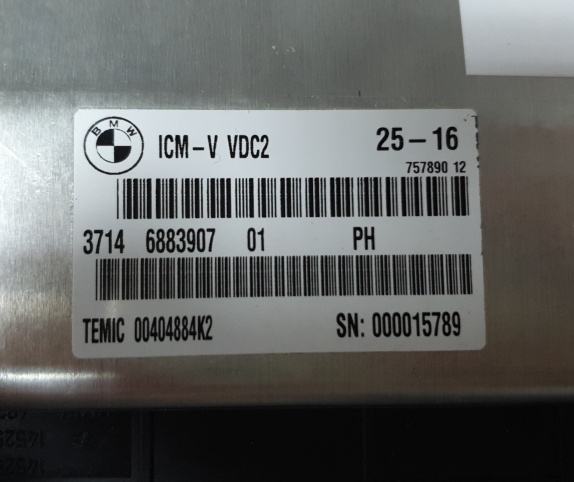 BMW
ICM-V VDC2 25-16
757890 12
3714 6883907 01 PH
TEMIC 00404884K2 SN: 000015789